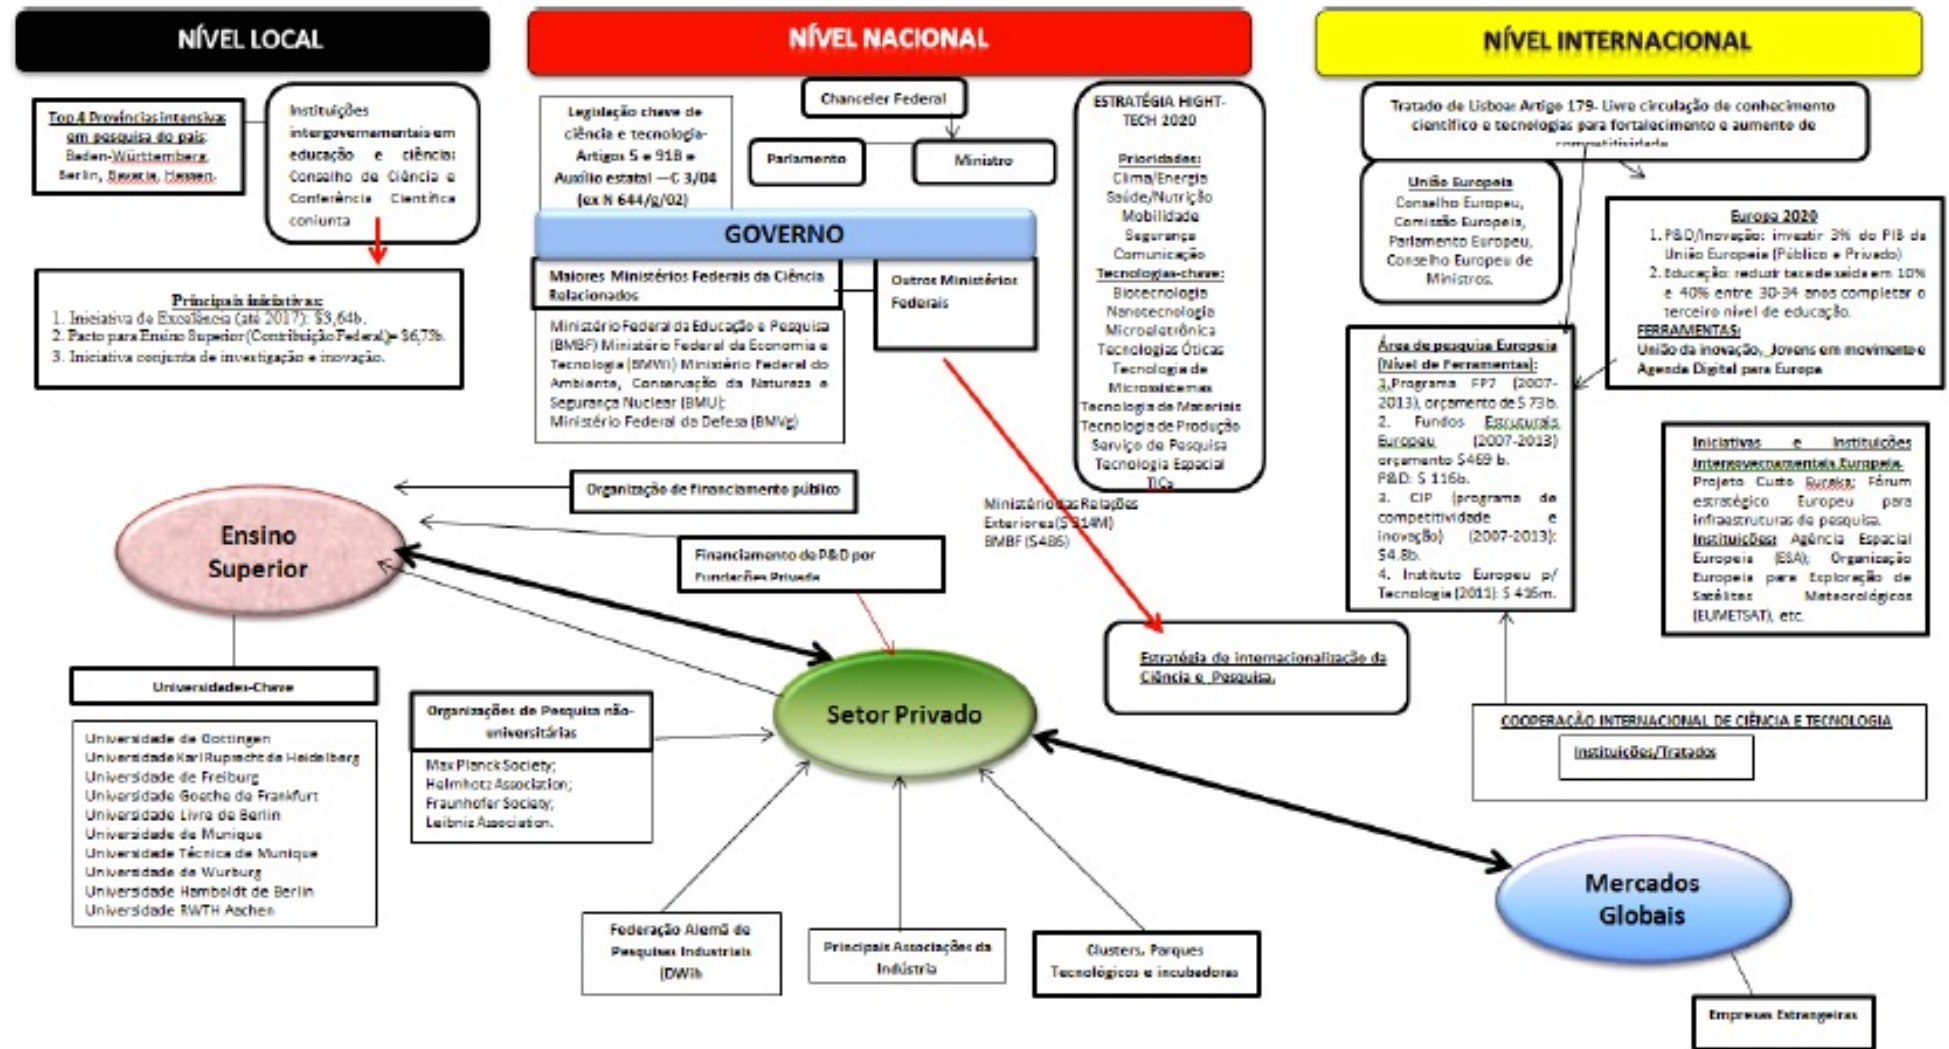 NÍVEL LOCAL
NÍVEL NACIONAL
NÍVEL INTERNACIONAL
Top 4 Províncias intensivas
em pesquisa do país:
Baden-Württemberg,
Berlin, Bavaria, Hessen.
Instituições
intergovernamentais em
educação e ciência:
Conselho de Ciência e
Conferência Científica
conjunta
Principais iniciativas:
1. Iniciativa de Excelência (até 2017): $3,64b.
2. Pacto para Ensino Superior (Contribuição Federal)= $6,73b.
3. Iniciativa conjunta de investigação e inovação.
Legislação chave de
ciência e tecnologia-
Artigos 5 e 91B e
Auxílio estatal —C 3/04
(ex N 644/g/02)
Chanceler Federal
Parlamento
Ministro
GOVERNO
Maiores Ministérios Federais da Ciência
Relacionados
Outros Ministérios
Federais
Ministério Federal da Educação e Pesquisa
(BMBF) Ministério Federal da Economia e
Tecnologia (BMWi) Ministério Federal do
Ambiente, Conservação da Natureza e
Segurança Nuclear (BMU);
Ministério Federal da Defesa (BMVg)
ESTRATÉGIA HIGHT-
TECH 2020
Prioridades:
Clima/Energia
Saúde/Nutrição
Mobilidade
Segurança
Comunicação
Tecnologias-chave:
Biotecnologia
Nanotecnologia
Microeletrônica
Tecnologias Óticas
Tecnologia de
Microssistemas
Tecnologia de Materiais
Tecnologia de Produção
Serviço de Pesquisa
Tecnologia Espacial
TICs
Tratado de Lisboa: Artigo 179- Livre circulação de conhecimento
científico e tecnologias para fortalecimento e aumento de
competitividade
União Europeia
Conselho Europeu,
Comissão Europeia,
Parlamento Europeu,
Conselho Europeu de
Ministros.
Europa 2020
1. P&D/Inovação: investir 3% do PIB da
União Europeia (Público e Privado)
2. Educação: reduzir taxa de saída em 10%
e 40% entre 30-34 anos completar o
terceiro nível de educação.
FERRAMENTAS:
União da inovação, Jovens em movimento e
Agenda Digital para Europa
Área de pesquisa Europeia
(Nível de Ferramentas):
1.Programa FP7 (2007-
2013), orçamento de $ 73b.
2. Fundos Estruturais
Europeu (2007-2013)
orçamento $469 b.
P&D: $ 116b.
3. CIP (programa de
competitividade e
inovação) (2007-2013):
$4.8b.
4. Instituto Europeu p/
Tecnologia (2011): $ 416m.
Iniciativas e Instituições
Intergovernamentais Europeia.
Projeto Custo Eureka; Fórum
estratégico Europeu para
infraestruturas de pesquisa.
Instituições: Agência Espacial
Europeia (ESA); Organização
Europeia para Exploração de
Satélites Meteorológicos
(EUMETSAT), etc.
Organização de financiamento público
Ministério das Relações
Exteriores ($ 314M)
BMBF ($486)
Ensino
Superior
Financiamento de P&D por
Fundações Privada
Estratégia de internacionalização da
Ciência e Pesquisa.
Universidades-Chave
Universidade de Gottingen
Universidade Karl Ruprecht de Heidelberg
Universidade de Freiburg
Universidade Goethe de Frankfurt
Universidade Livre de Berlin
Universidade de Munique
Universidade Técnica de Munique
Universidade de Wurburg
Universidade Hamboldt de Berlin
Universidade RWTH Aachen
Organizações de Pesquisa não-
universitárias
Max Planck Society;
Helmhotz Association;
Fraunhofer Society;
Leibniz Association.
Setor Privado
COOPERAÇÃO INTERNACIONAL DE CIÊNCIA E TECNOLOGIA
Instituições/Tratados
Mercados
Globais
Federação Alemã de
Pesquisas Industriais
(DWih
Principais Associações da
Indústria
Clusters, Parques
Tecnológicos e incubadoras
Empresas Estrangeiras